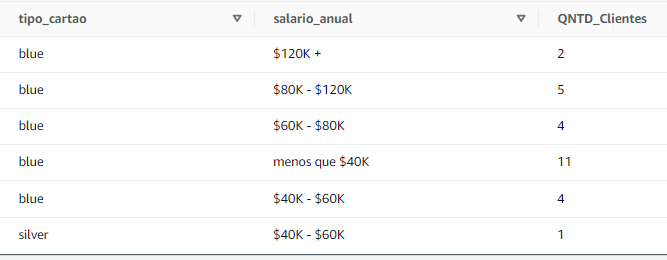 tipo_cartao salario_anual QNTD_Clientes
blue $120K + 2
blue $80K - $120K 5
blue $60K - $80K 4
blue menos que $40K 11
blue $40K - $60K 4
silver $40K - $60K 1